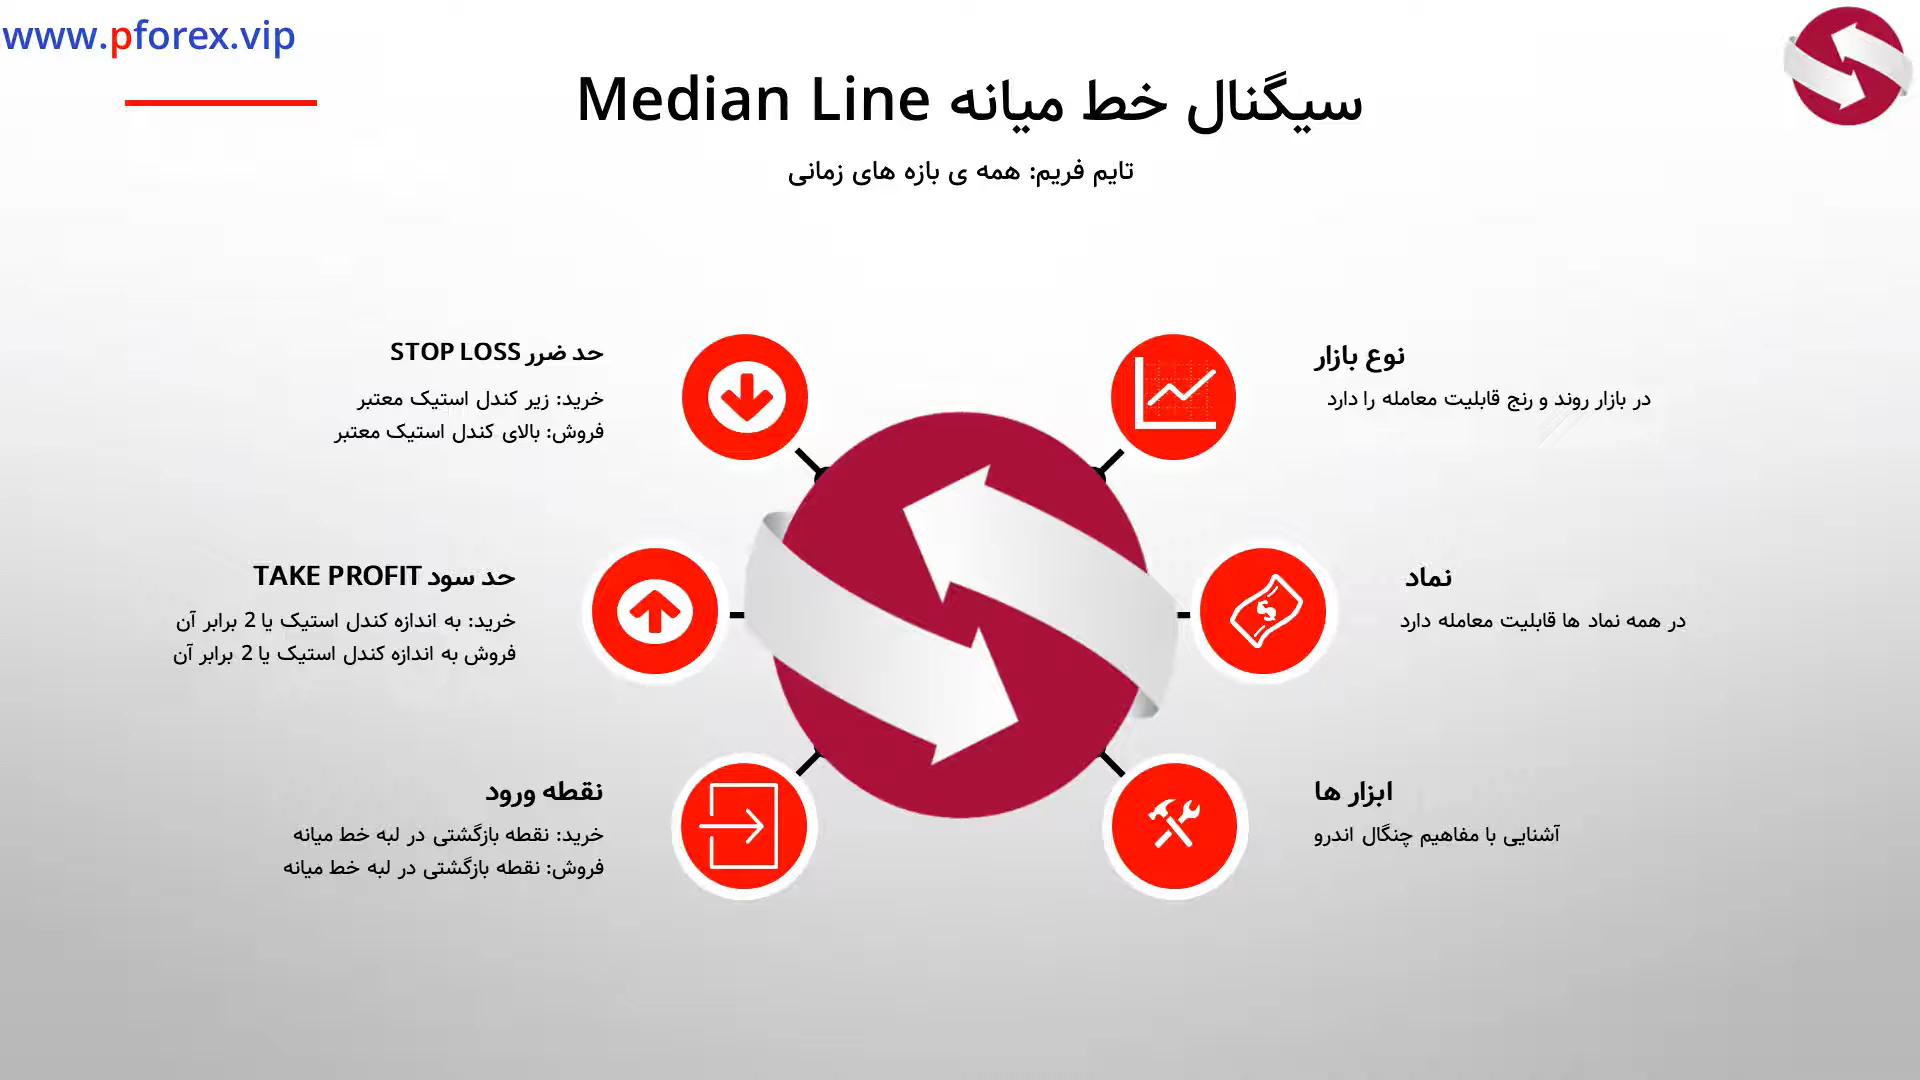 www.pforex.vip
سیگنال خط میانه Median Line
تایم فریم: همه ی بازه های زمانی
نوع بازار
در بازار روند و رنج قابلیت معامله را دارد
نماد
در همه نماد ها قابلیت معامله دارد
ابزار ها
آشنایی با مفاهیم چنگال اندرو
حد ضرر STOP LOSS
خرید: زیر کندل استیک معتبر
فروش: بالای کندل استیک معتبر
حد سود TAKE PROFIT
خرید: به اندازه کندل استیک یا 2 برابر آن
فروش به اندازه کندل استیک یا 2 برابر آن
نقطه ورود
خرید: نقطه بازگشتی در لبه خط میانه
فروش: نقطه بازگشتی در لبه خط میانه